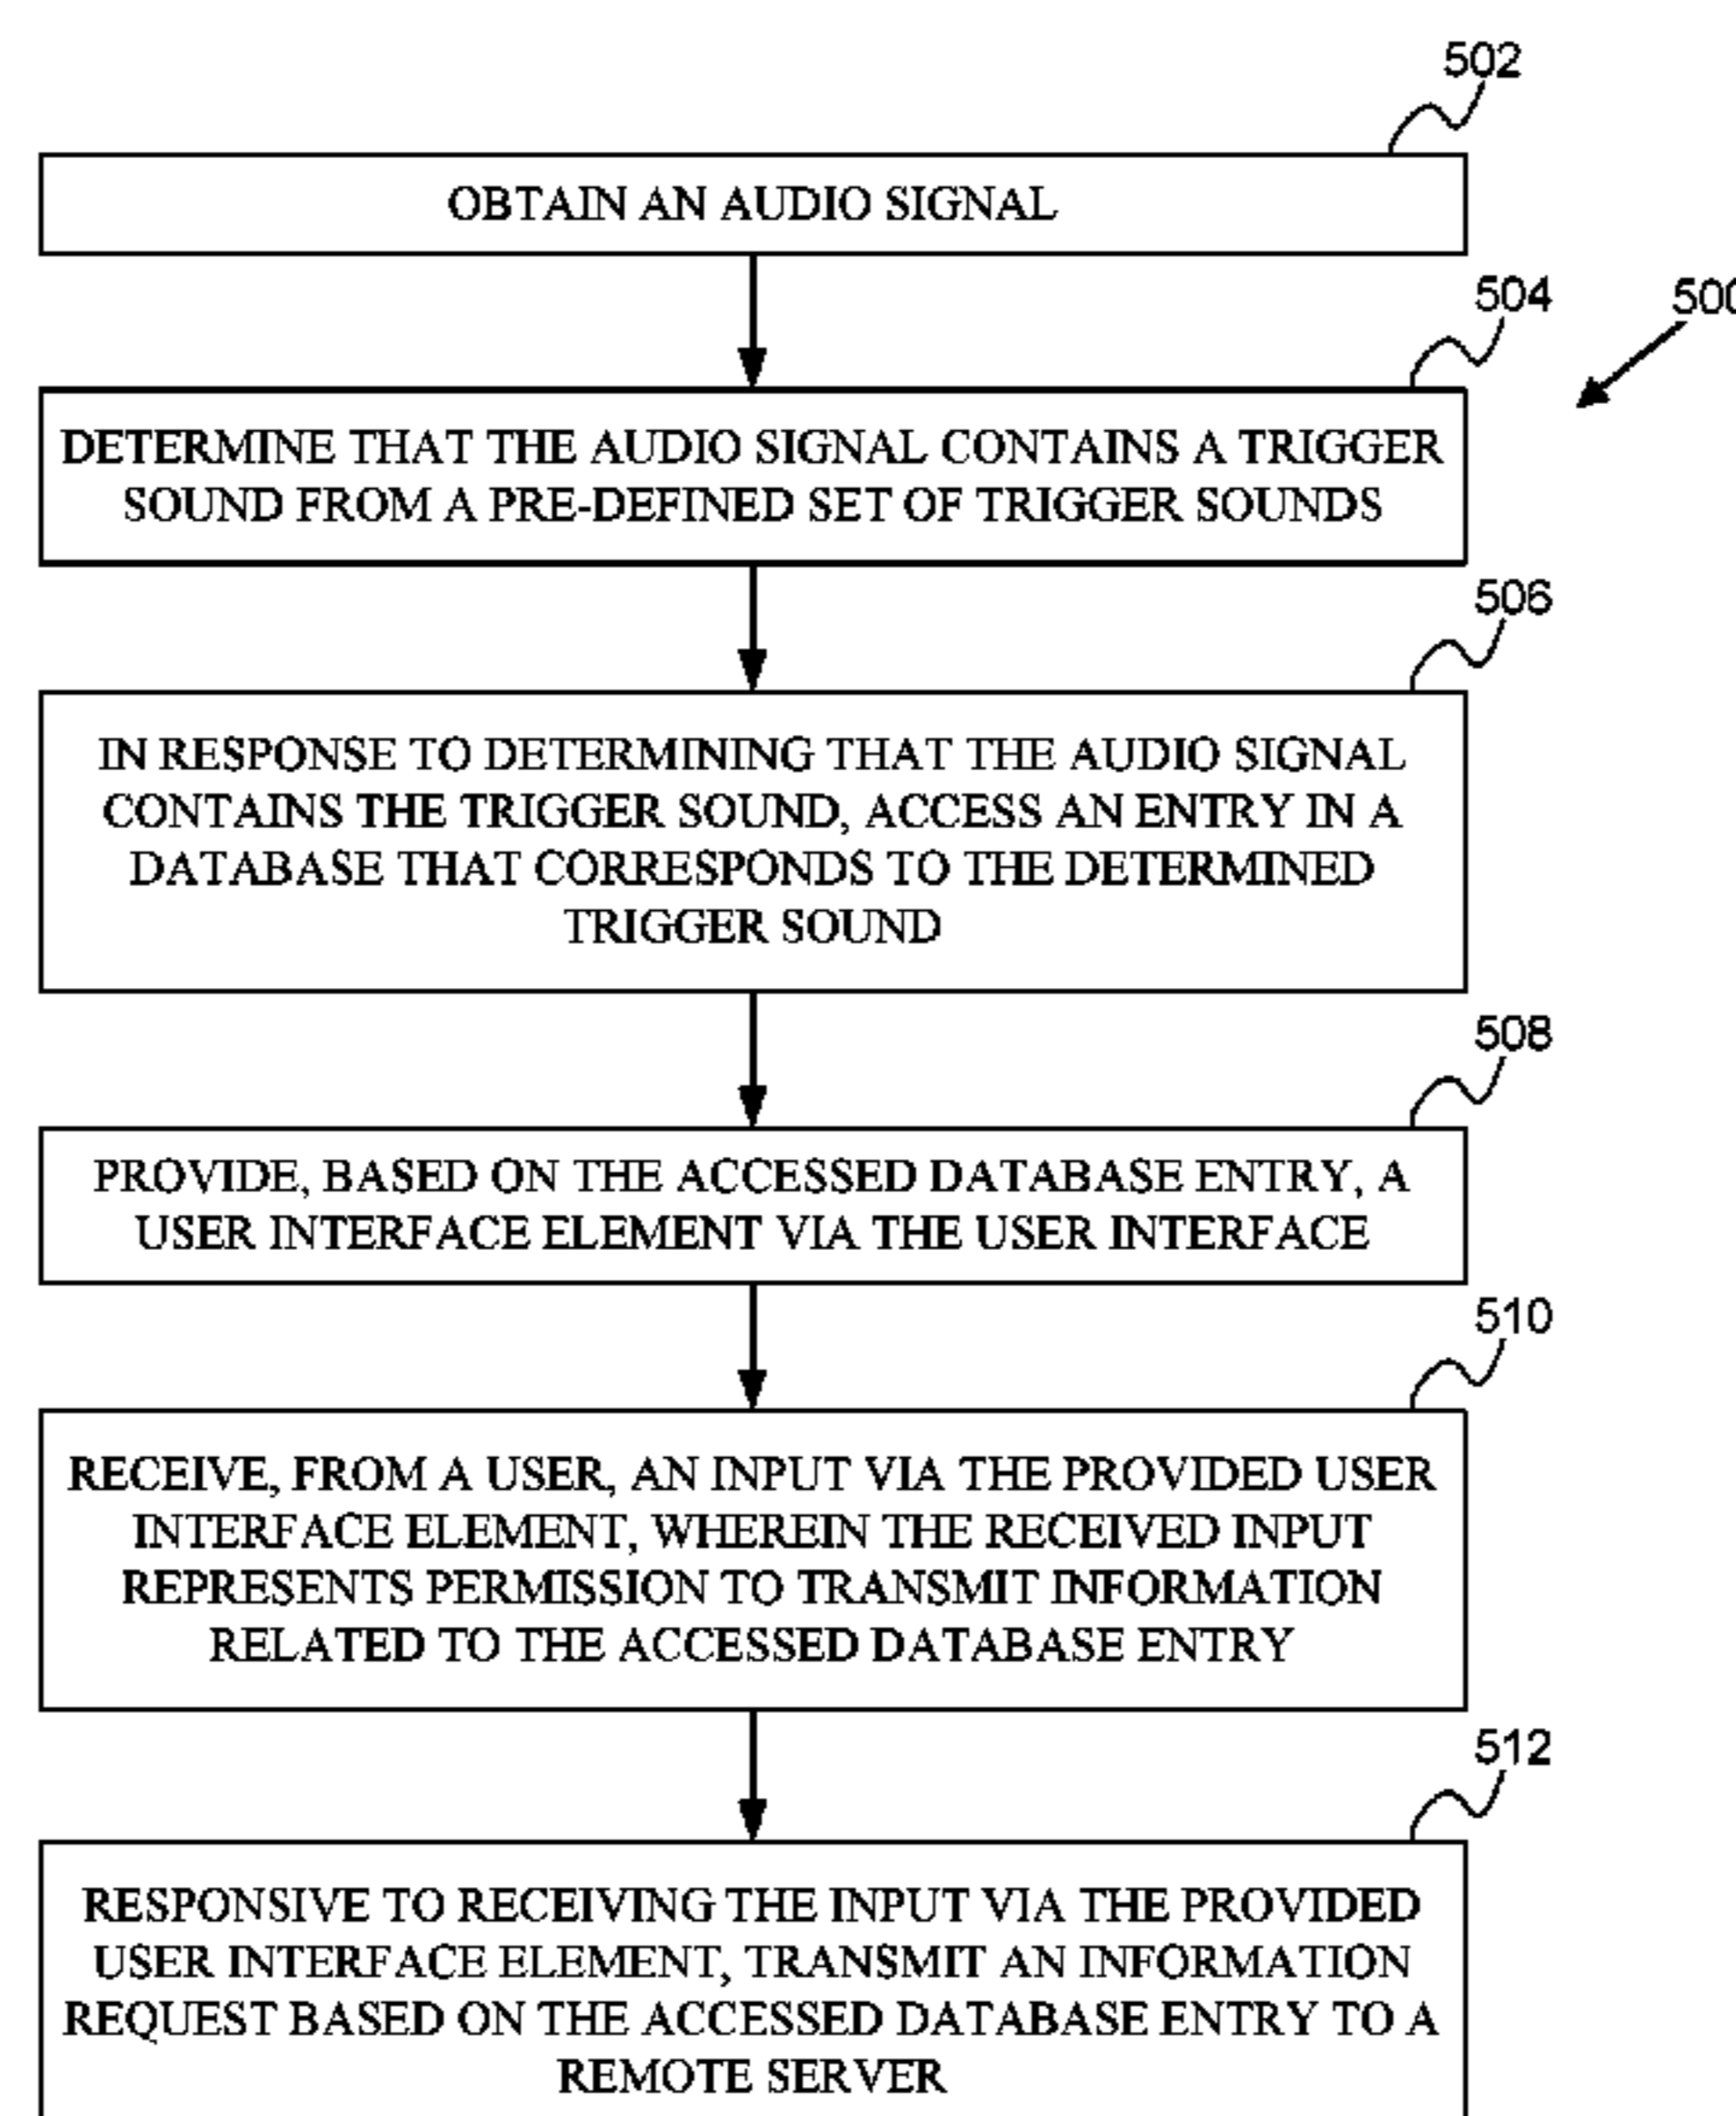 502
OBTAIN AN AUDIO SIGNAL
504
500
DETERMINE THAT THE AUDIO SIGNAL CONTAINS A TRIGGER
SOUND FROM A PRE-DEFINED SET OF TRIGGER SOUNDS
506
IN RESPONSE TO DETERMINING THAT THE AUDIO SIGNAL
CONTAINS THE TRIGGER SOUND, ACCESS AN ENTRY IN A
DATABASE THAT CORRESPONDS TO THE DETERMINED
TRIGGER SOUND
508
PROVIDE, BASED ON THE ACCESSED DATABASE ENTRY, A
USER INTERFACE ELEMENT VIA THE USER INTERFACE
510
RECEIVE, FROM A USER, AN INPUT VIA THE PROVIDED USER
INTERFACE ELEMENT, WHEREIN THE RECEIVED INPUT
REPRESENTS PERMISSION TO TRANSMIT INFORMATION
RELATED TO THE ACCESSED DATABASE ENTRY
512
RESPONSIVE TO RECEIVING THE INPUT VIA THE PROVIDED
USER INTERFACE ELEMENT, TRANSMIT AN INFORMATION
REQUEST BASED ON THE ACCESSED DATABASE ENTRY TO A
REMOTE SERVER